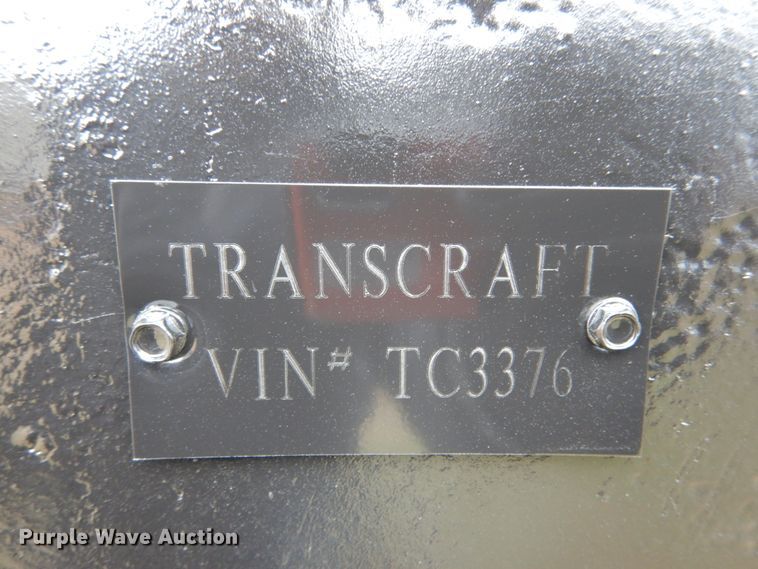 TRANSCRAFT
VIN# TC3376
Purple Wave Auction